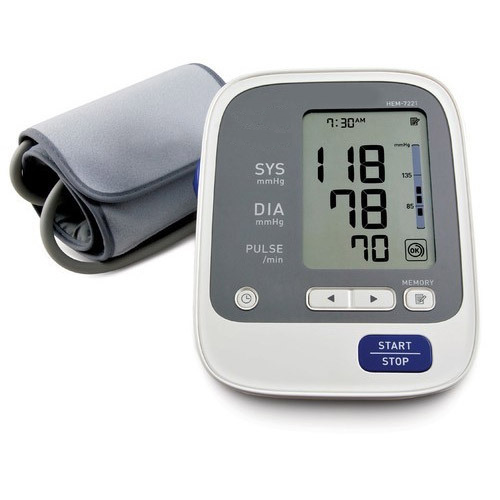 HEM-7221
7:30AM
mmHg
SYS
mmHg
118
135
DIA
mmHg
78
85
PULSE
/min
70
OK
MEMORY
START
STOP